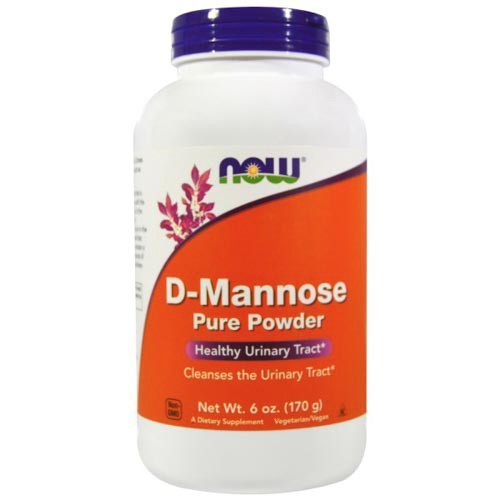 NOW®
D-Mannose
Pure Powder
Healthy Urinary Tract*
Cleanses the Urinary Tract*
Non-
GMO
Net Wt. 6 oz. (170 g)
A Dietary Supplement Vegetarian/Vegan